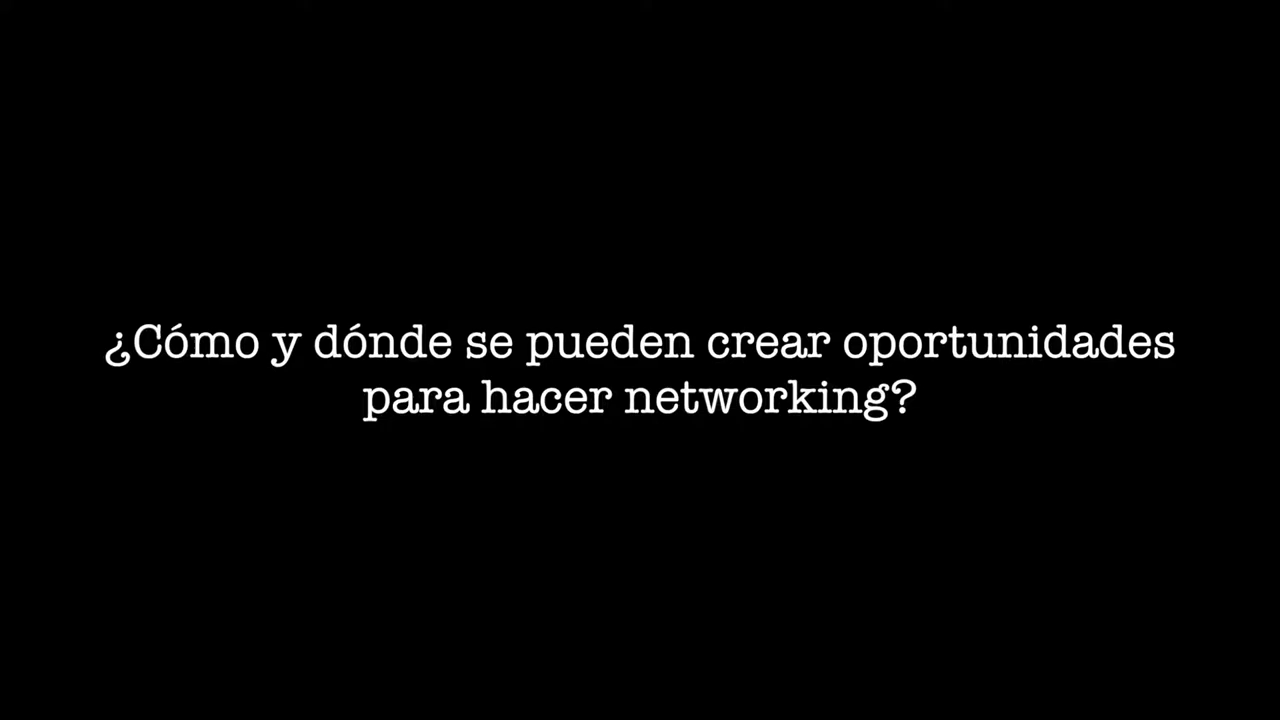 ¿Cómo y dónde se pueden crear oportunidades
para hacer networking?